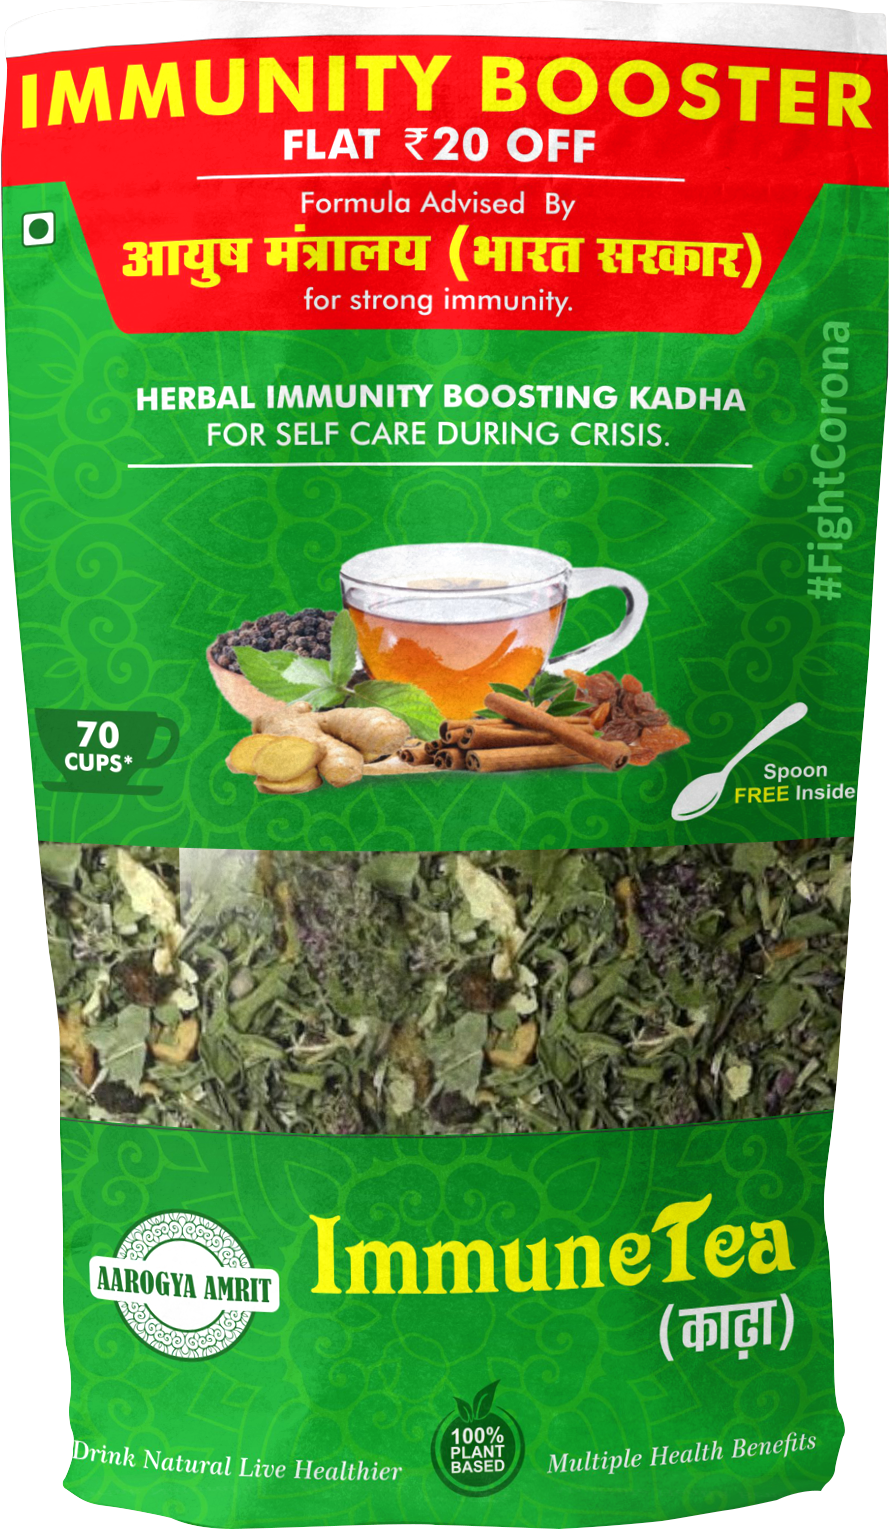 IMMUNITY BOOSTER
FLAT ₹20 OFF
Formula Advised By
आयुष मंत्रालय (भारत सरकार)
for strong immunity.
#FightCorona
HERBAL IMMUNITY BOOSTING KADHA
FOR SELF CARE DURING CRISIS.
70
CUPS*
Spoon
FREE Inside
AAROGYA AMRIT
ImmuneTea
(काढ़ा)
Drink Natural Live Healthier
100%
PLANT
BASED
Multiple Health Benefits